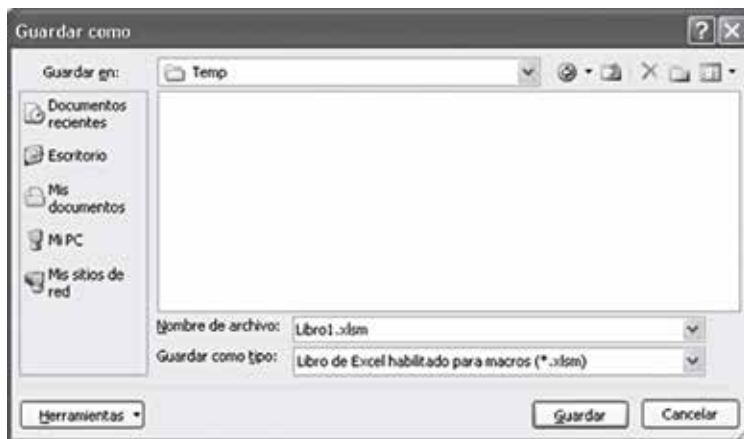 Guardar como
Guardar en:
Temp
Documentos
recientes
Escritorio
Mis
documentos
Mi PC
Mis sitios de
red
Nombre de archivo:
Libro1.xlsm
Guardar como tipo:
Libro de Excel habilitado para macros (*.xlsm)
Herramientas
Guardar
Cancelar